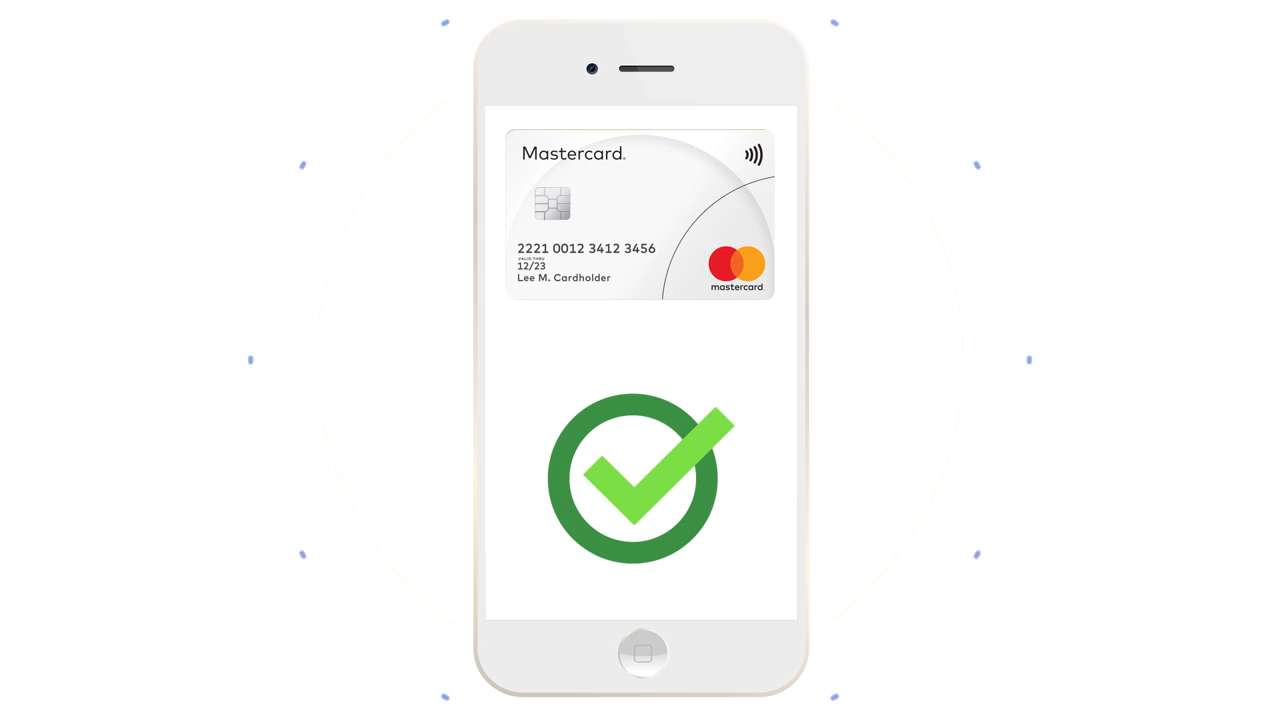 Mastercard.
2221 0012 3412 3456
VALID THRU
12/23
Lee M. Cardholder
mastercard.